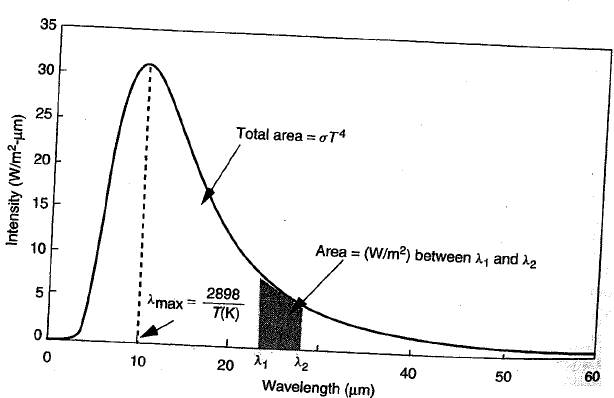 Intensity (W/m²-μm)
35
30
25
20
15
10
5
0
Total area = σT⁴
Area = (W/m²) between λ₁ and λ₂
λmax = 2898
T(K)
0
10
20
λ₁
λ₂
40
50
60
Wavelength (μm)